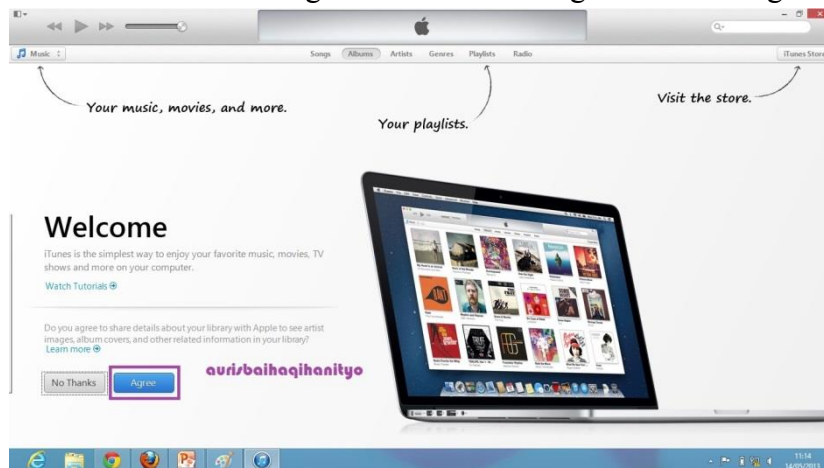 Music
Songs Albums Artists Genres Playlists Radio
iTunes Store
Your music, movies, and more.
Your playlists.
Visit the store.
Welcome
iTunes is the simplest way to enjoy your favorite music, movies, TV
shows and more on your computer.
Watch Tutorials
Do you agree to share details about your library with Apple to see artist
images, album covers, and other related information in your library?
Learn more
No Thanks
Agree
aurisbaihaqihanityo
11:14
14/05/2013